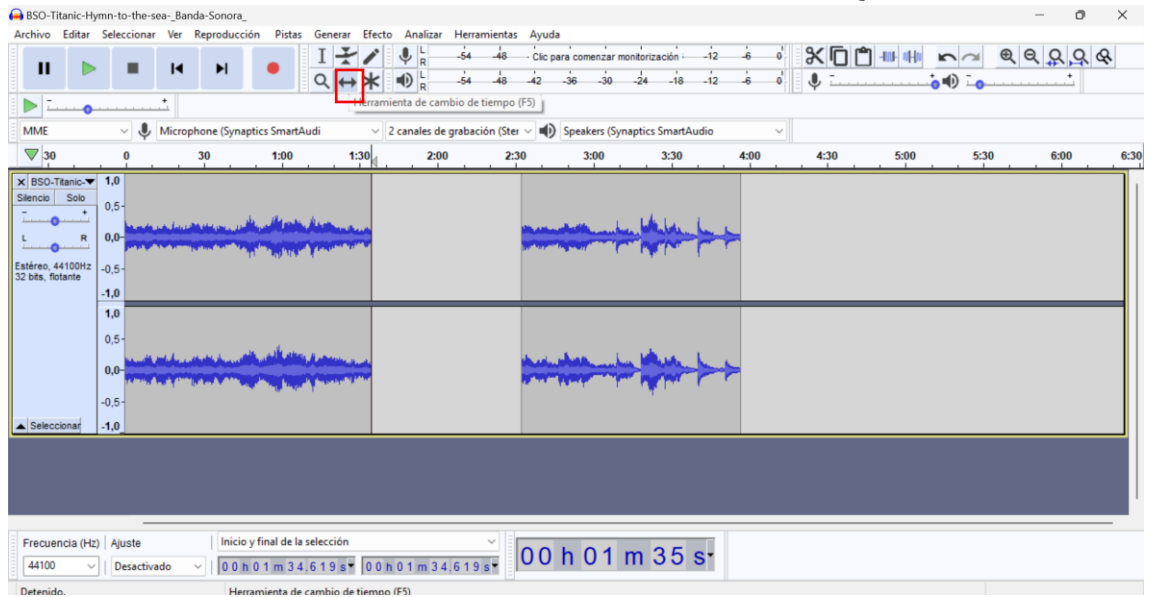 BSO-Titanic-Hymn-to-the-sea-_Banda-Sonora_
Archivo Editar Seleccionar Ver Reproducción Pistas Generar Efecto Analizar Herramientas Ayuda
L R -54 -48 - Clic para comenzar monitorización -12 -6 0
L R -54 -48 -42 -36 -30 -24 -18 -12 -6 0
Herramienta de cambio de tiempo (F5)
MME Microphone (Synaptics SmartAudi 2 canales de grabación (Ster Speakers (Synaptics SmartAudio
30 0 30 1:00 1:30 2:00 2:30 3:00 3:30 4:00 4:30 5:00 5:30 6:00 6:30
X BSO-Titanic- 1,0
Silencio Solo
- + 0,5-
L R 0,0-
Estéreo, 44100Hz
32 bits, flotante
-0,5-
-1,0
1,0
0,5-
0,0-
-0,5-
Seleccionar -1,0
Frecuencia (Hz) Ajuste Inicio y final de la selección
44100 Desactivado 00 h 01 m 34.619 s 00 h 01 m 34.619 s
00 h 01 m 35 s
Detenido. Herramienta de cambio de tiempo (F5)